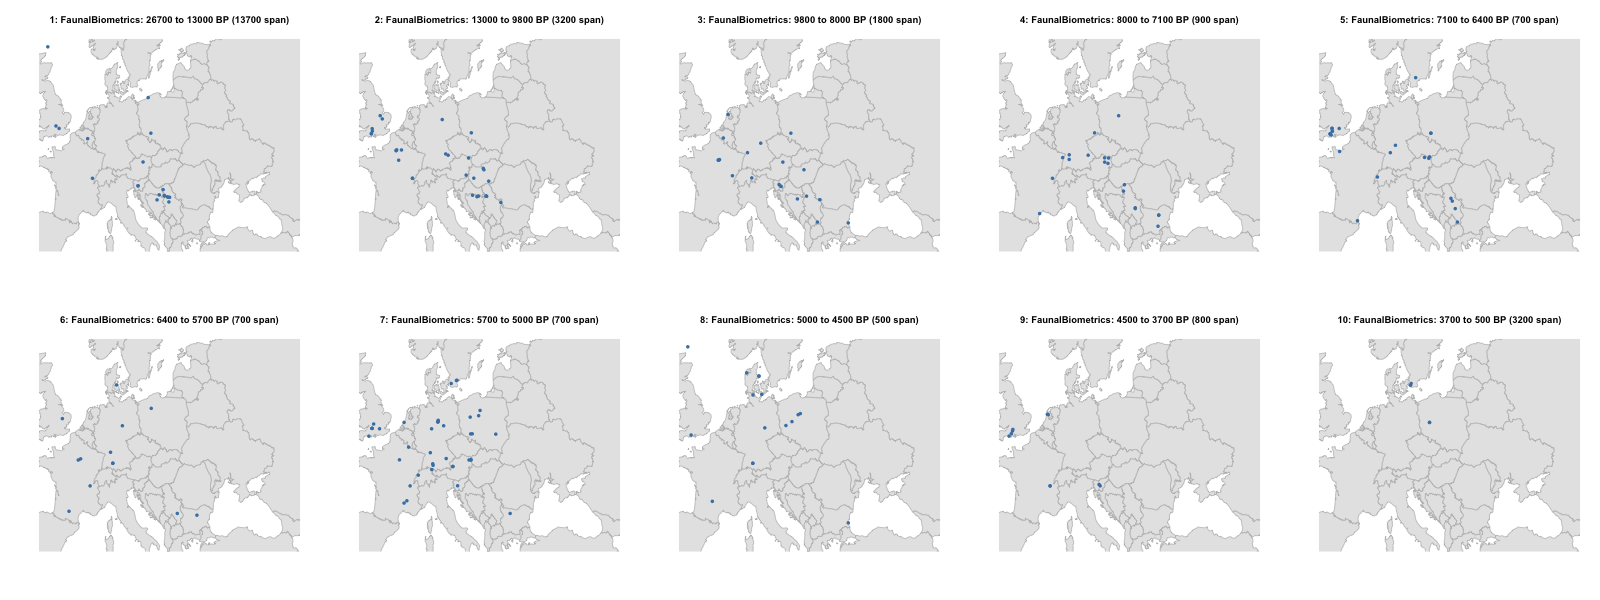 1: FaunalBiometrics: 26700 to 13000 BP (13700 span)
2: FaunalBiometrics: 13000 to 9800 BP (3200 span)
3: FaunalBiometrics: 9800 to 8000 BP (1800 span)
4: FaunalBiometrics: 8000 to 7100 BP (900 span)
5: FaunalBiometrics: 7100 to 6400 BP (700 span)
6: FaunalBiometrics: 6400 to 5700 BP (700 span)
7: FaunalBiometrics: 5700 to 5000 BP (700 span)
8: FaunalBiometrics: 5000 to 4500 BP (500 span)
9: FaunalBiometrics: 4500 to 3700 BP (800 span)
10: FaunalBiometrics: 3700 to 500 BP (3200 span)